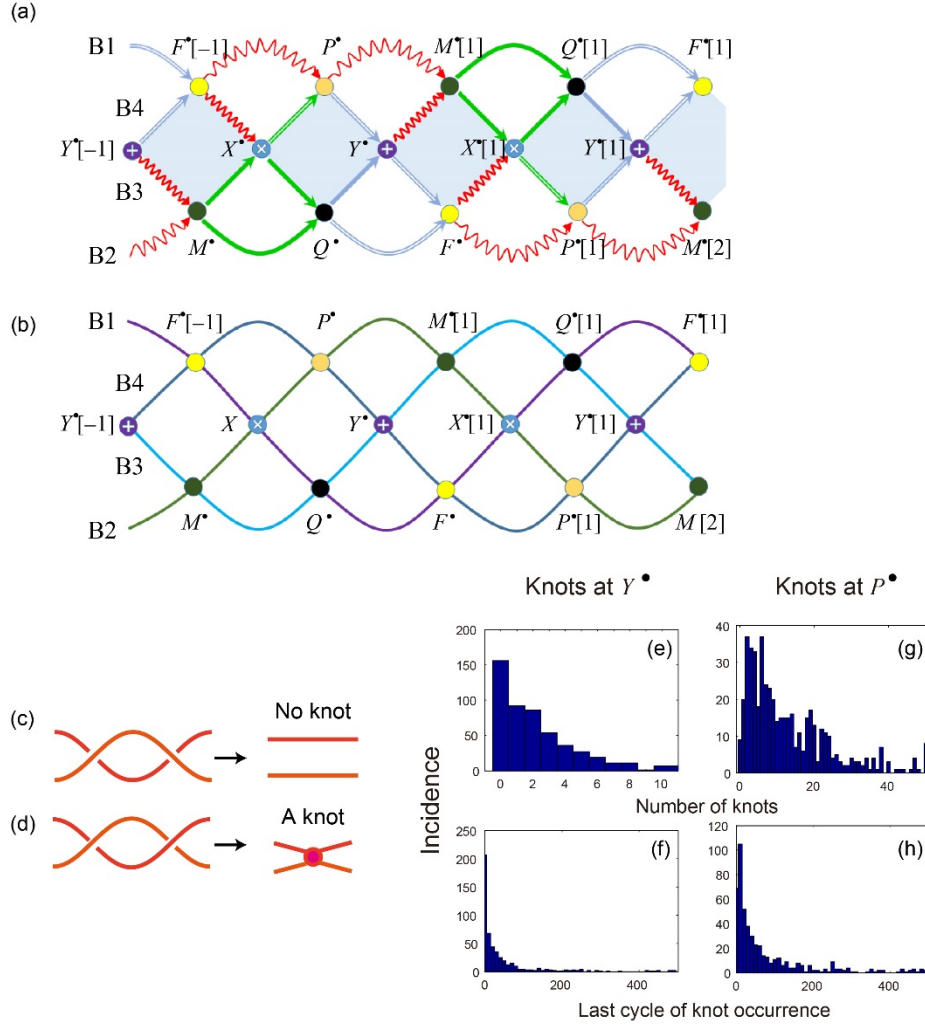 (a)
B1 F•[-1] P• M•[1] Q•[1] F•[1]
B4
Y•[-1] X• Y• X•[1] Y•[1]
B3
B2 M• Q• F• P•[1] M•[2]
(b)
B1 F•[-1] P• M•[1] Q•[1] F•[1]
B4
Y•[-1] X Y• X•[1] Y•[1]
B3
B2 M• Q• F• P•[1] M[2]
Knots at Y• Knots at P•
(c)
No knot
(d)
A knot
Incidence
(e)
200
150
100
50
0
0 2 4 6 8 10
(g)
40
30
20
10
0
0 20 40
Number of knots
(f)
250
200
150
100
50
0
0 200 400
(h)
120
100
80
60
40
20
0
0 200 400
Last cycle of knot occurrence